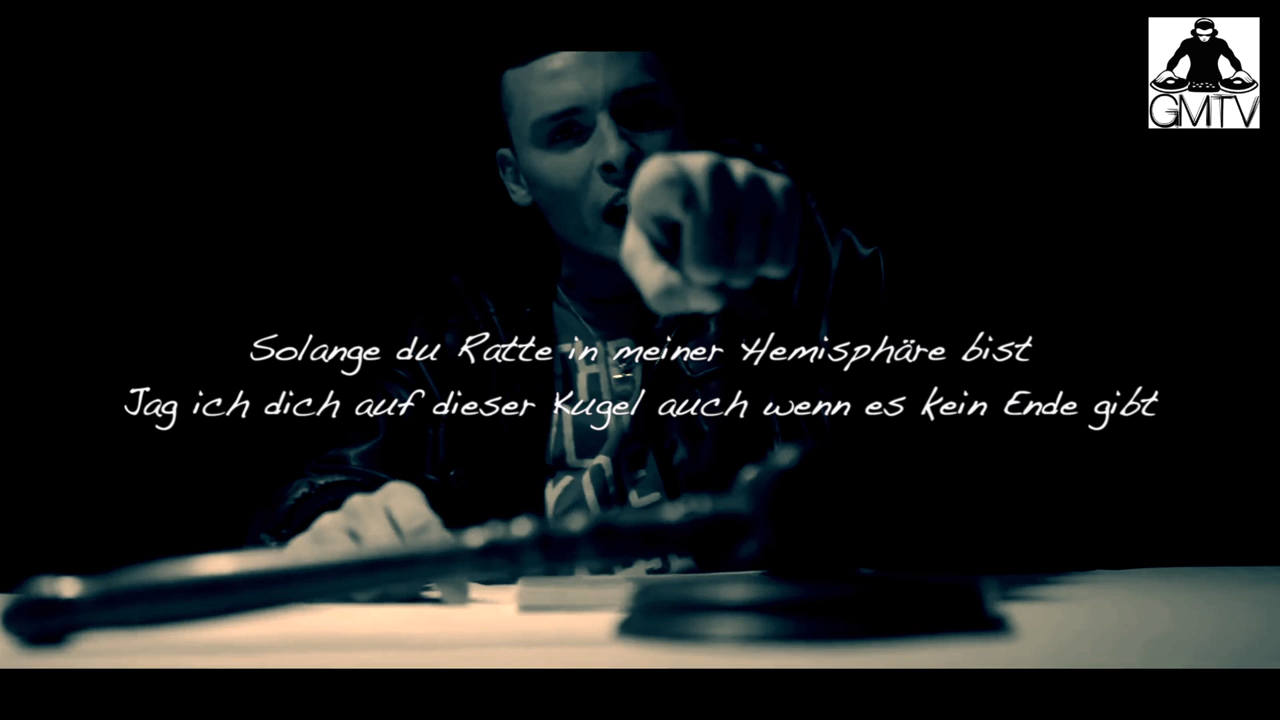 GMTV
Solange du Ratte in meiner Hemisphäre bist
Jag ich dich auf dieser Kugel auch wenn es kein Ende gibt